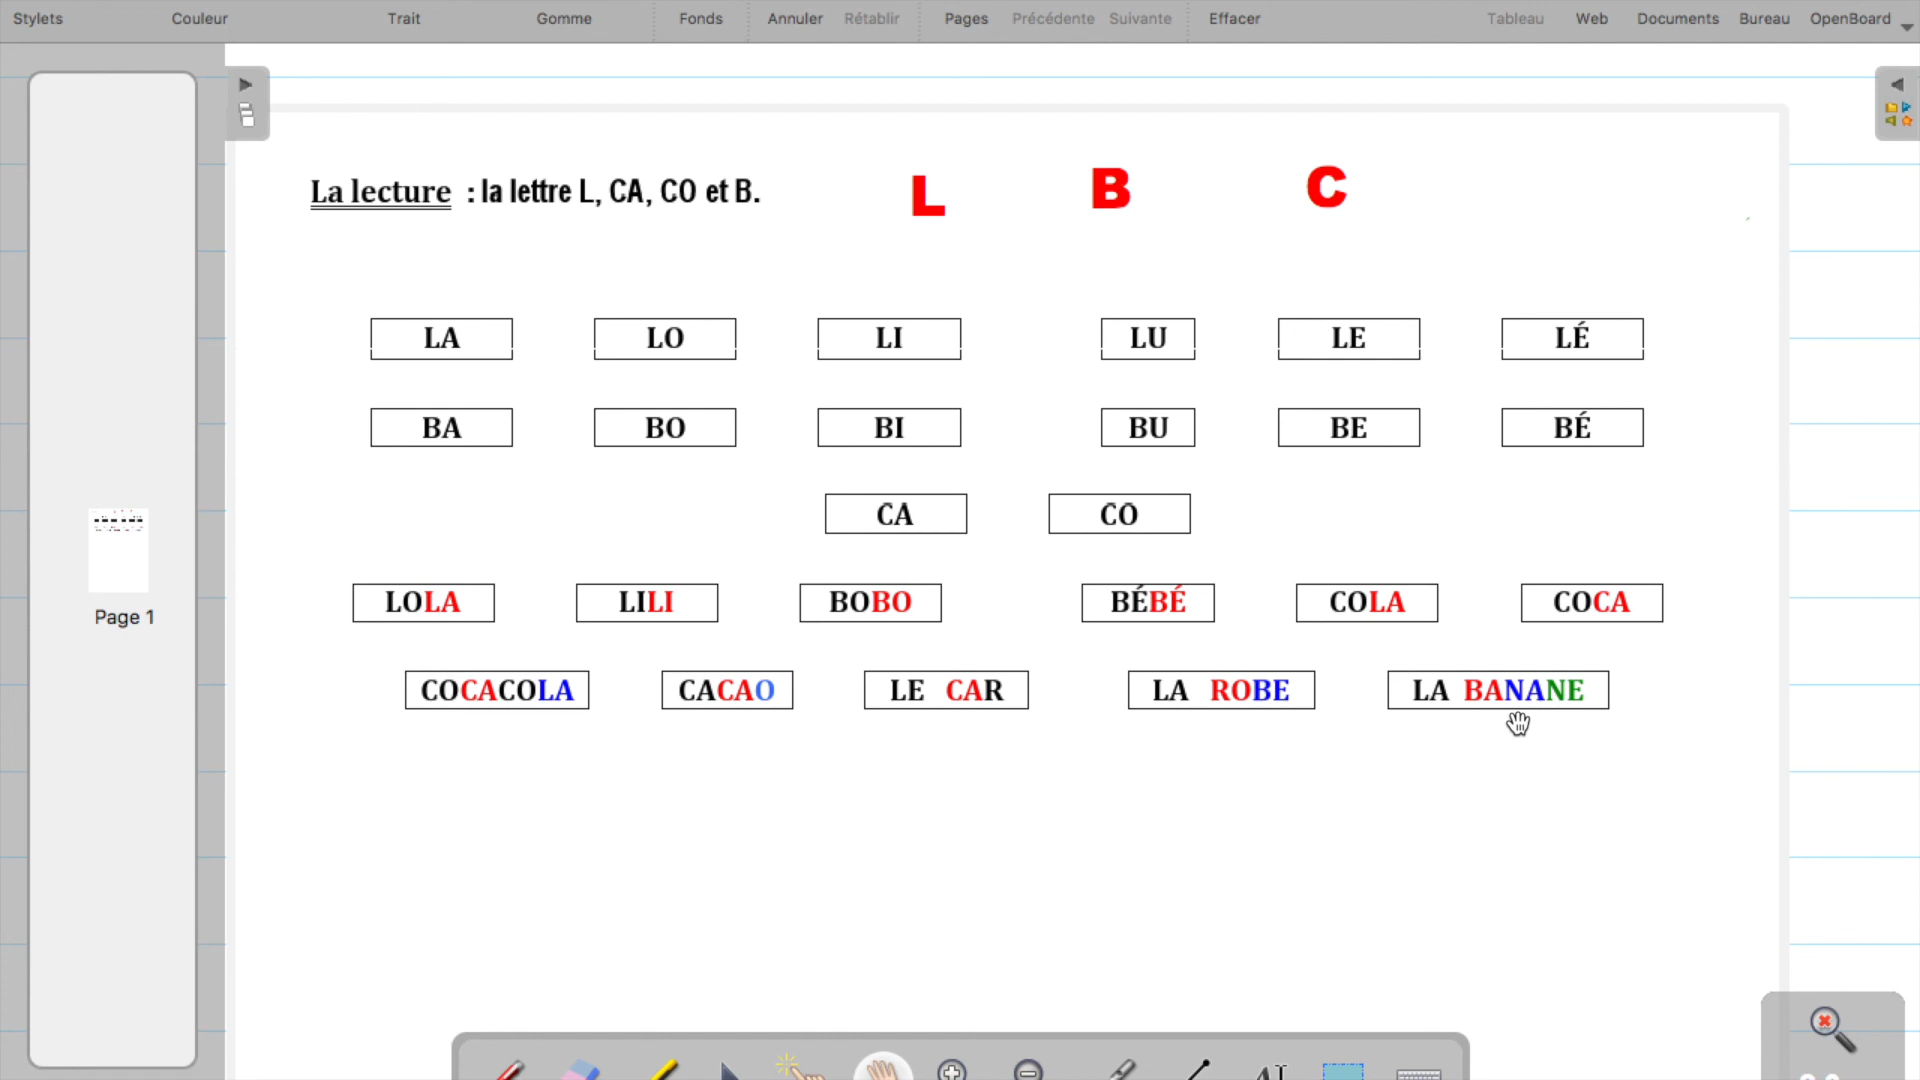 Stylets Couleur Trait Gomme Fonds Annuler Rétablir Pages Précédente Suivante Effacer Tableau Web Documents Bureau OpenBoard
La lecture : la lettre L, CA, CO et B. L B C
LA LO LI LU LE LÉ
BA BO BI BU BE BÉ
CA CO
LOLA LILI BOBO BÉBÉ COLA COCA
Page 1
COCACOLA CACAO LE CAR LA ROBE LA BANANE